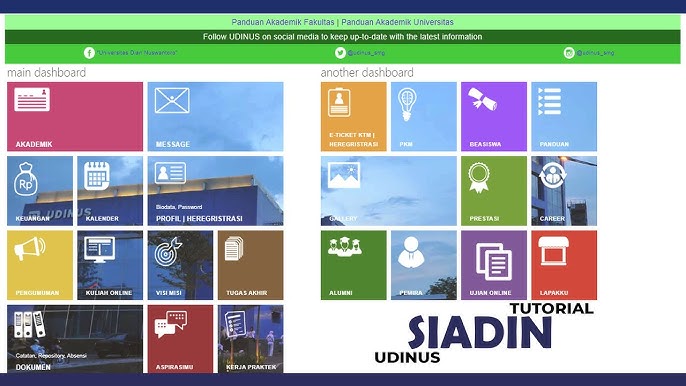 Panduan Akademik Fakultas | Panduan Akademik Universitas
Follow UDINUS on social media to keep up-to-date with the latest information
"Universitas Dian Nuswantoro"
@udinus_smg
@udinus_smg
main dashboard
AKADEMIK
MESSAGE
Rp
KEUANGAN
KALENDER
Biodata, Password
PROFIL | HEREGRISTRASI
UDINUS
PENGUMUMAN
KULIAH ONLINE
VISI MISI
TUGAS AKHIR
Catatan, Repository, Absensi
DOKUMEN
ASPIRASIMU
KERJA PRAKTEK
another dashboard
E-TICKET KTM |
HEREGRISTRASI
PKM
BEASISWA
PANDUAN
GALLERY
PRESTASI
CAREER
ALUMNI
PEMIRA
UJIAN ONLINE
LAPAKKU
TUTORIAL
SIADIN
UDINUS